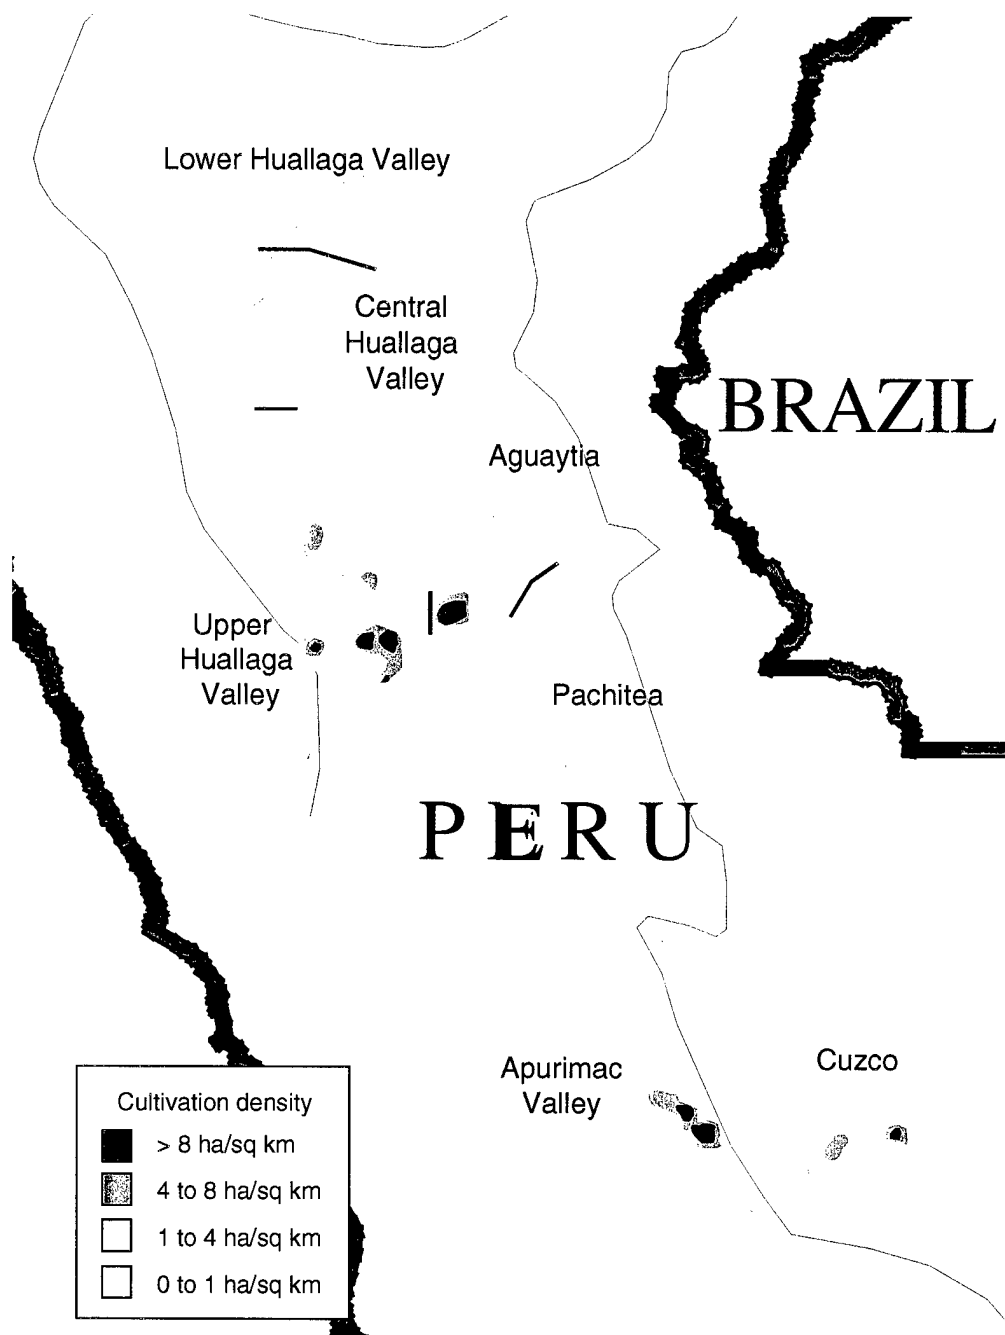 Lower Huallaga Valley
Central
Huallaga
Valley
BRAZIL
Aguaytia
Upper
Huallaga
Valley
Pachitea
PERU
Apurimac
Valley
Cuzco
Cultivation density
> 8 ha/sq km
4 to 8 ha/sq km
1 to 4 ha/sq km
0 to 1 ha/sq km